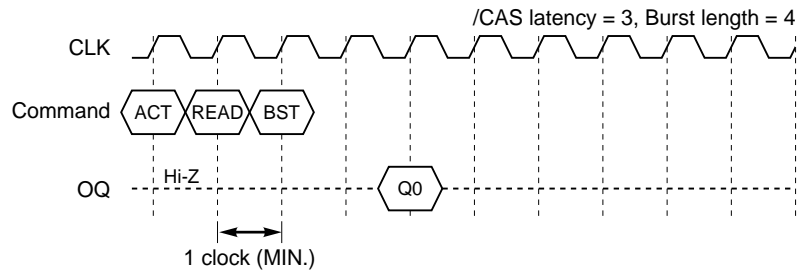 /CAS latency = 3, Burst length = 4
CLK
Command ACT READ BST
OQ Hi-Z Q0
1 clock (MIN.)